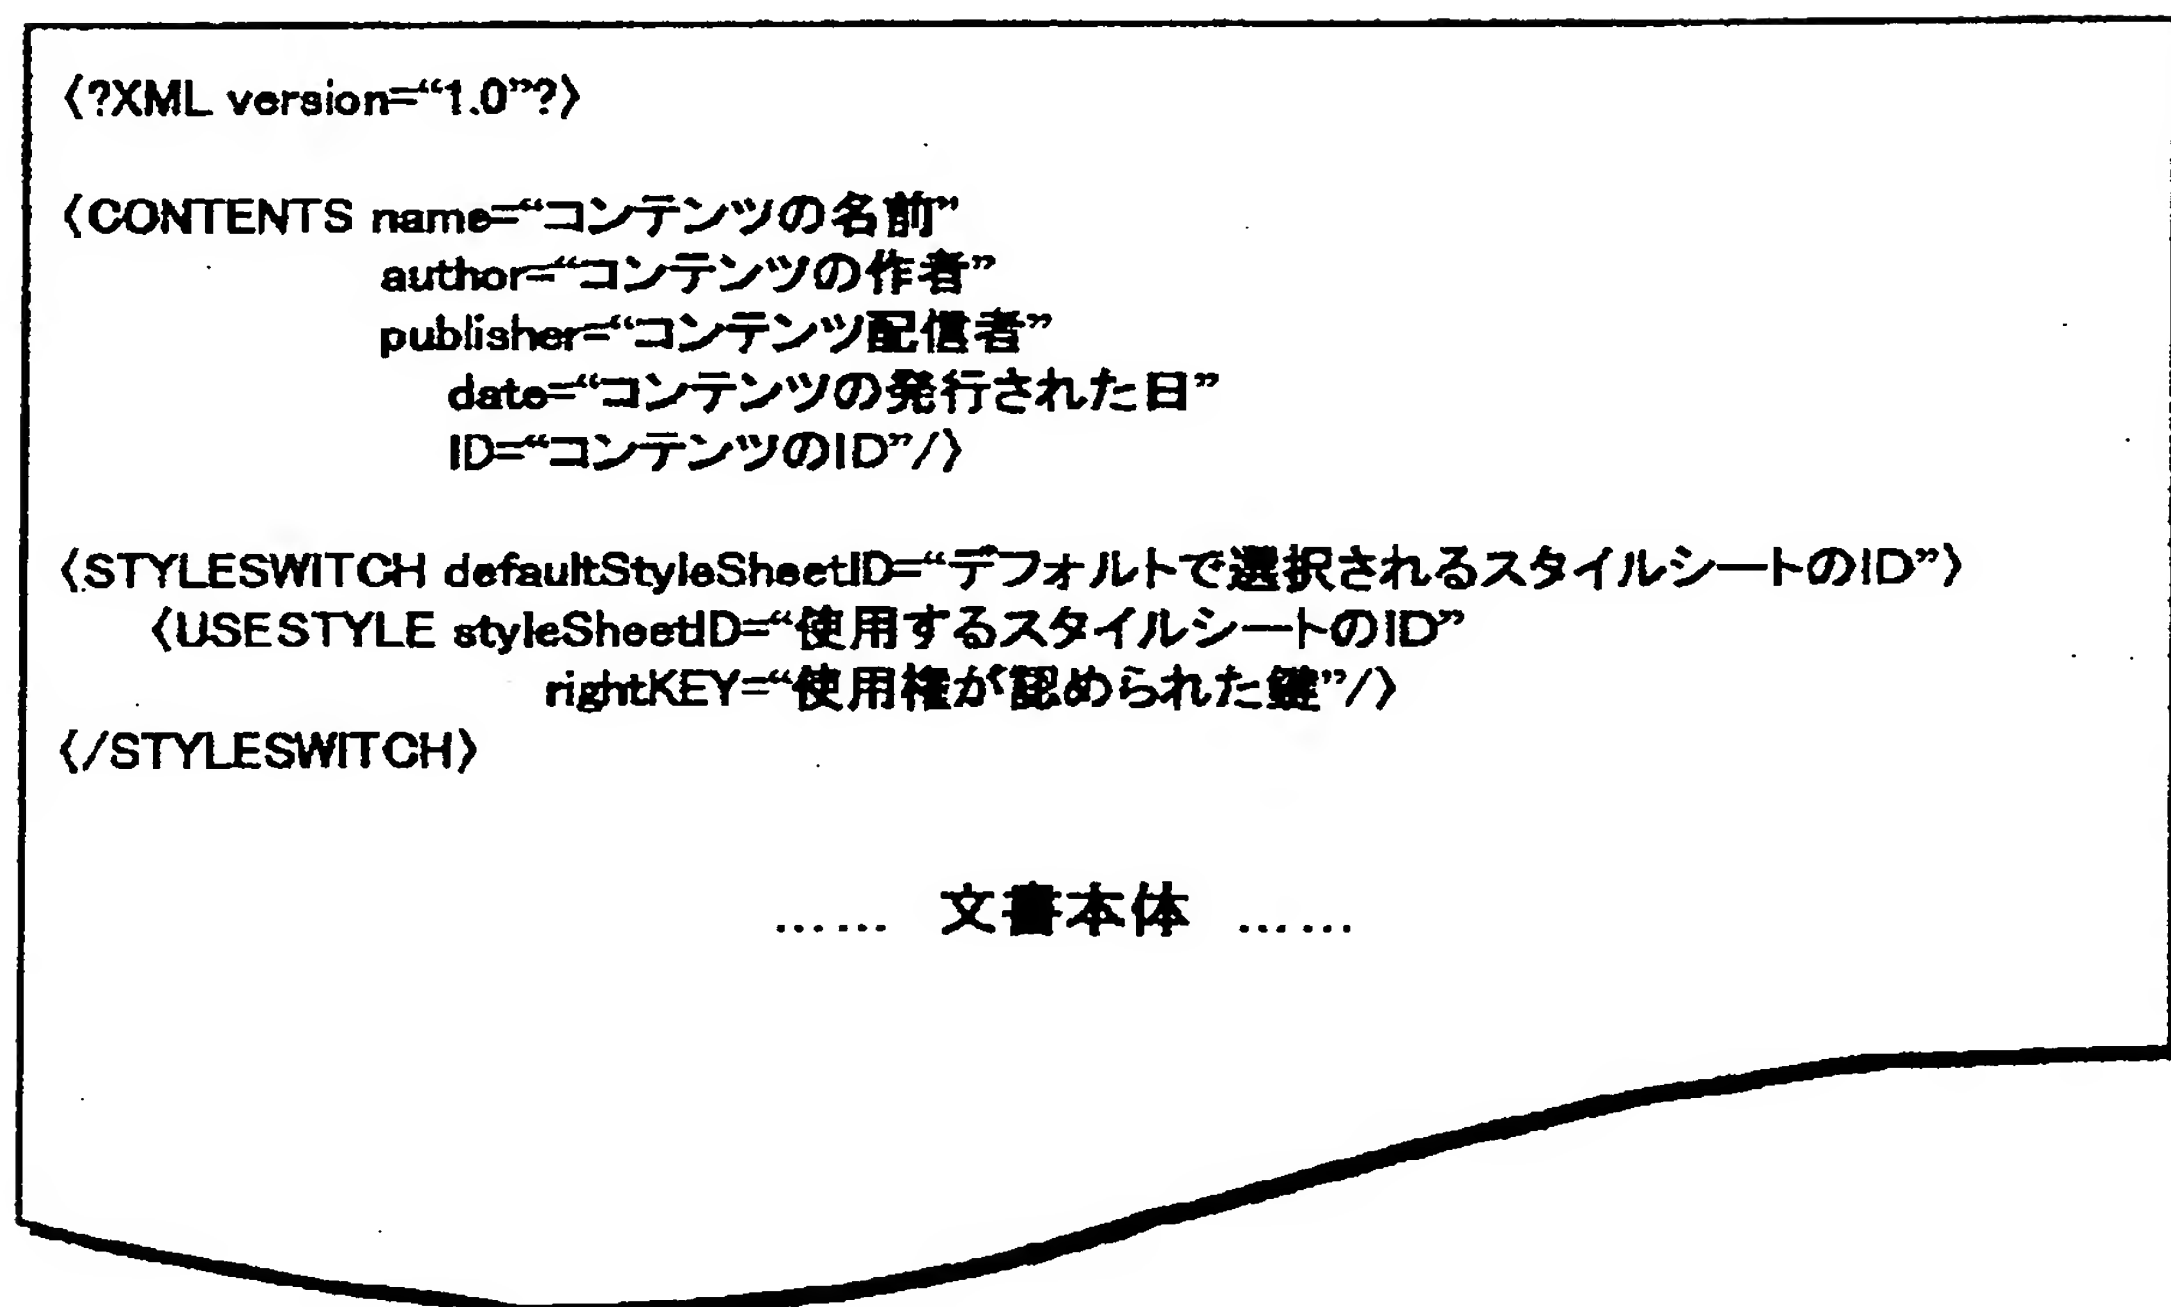 〈?XML version=“1.0”?〉
〈CONTENTS name=“コンテンツの名前”
author=“コンテンツの作者”
publisher=“コンテンツ配信者”
date=“コンテンツの発行された日”
ID=“コンテンツのID”/〉
〈STYLESWITCH defaultStyleSheetID=“デフォルトで選択されるスタイルシートのID”〉
〈USESTYLE styleSheetID=“使用するスタイルシートのID”
rightKEY=“使用権が認められた鍵”/〉
〈/STYLESWITCH〉
…… 文書本体 ……